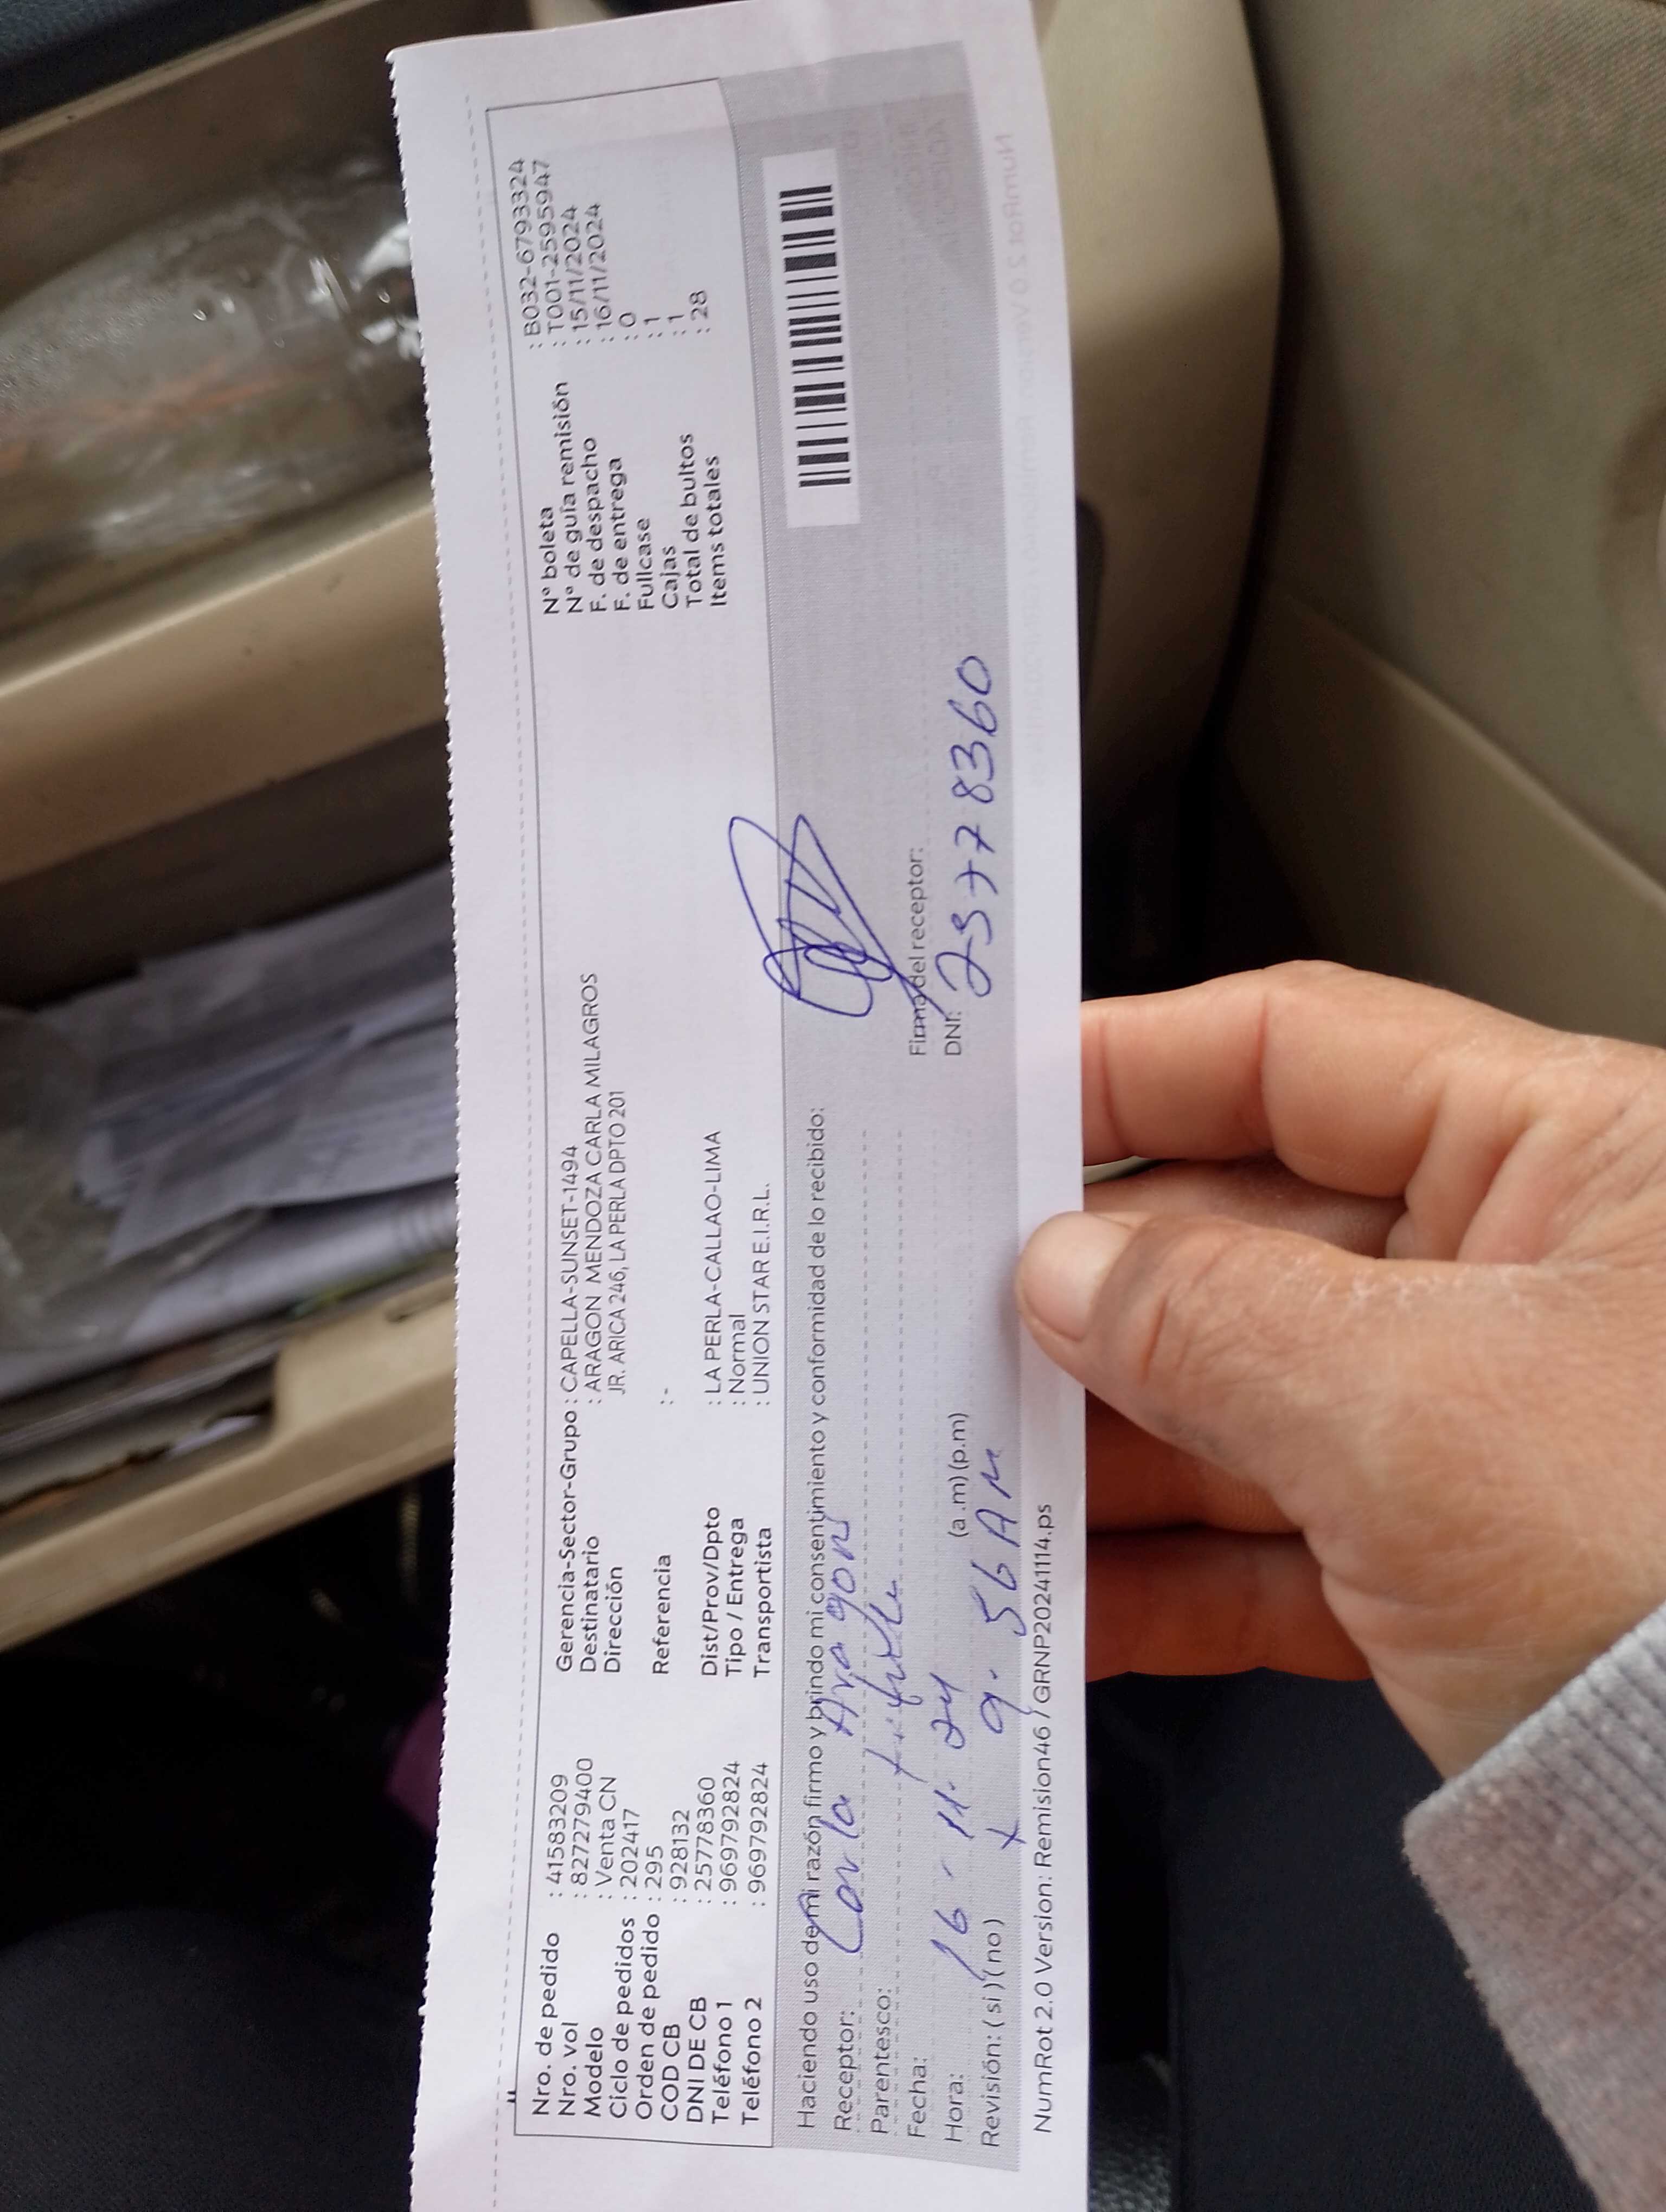 Nro. de pedido : 41583209
Nro. vol : 827279400
Modelo : Venta CN
Ciclo de pedidos : 202417
Orden de pedido : 295
COD CB : 928132
DNI DE CB : 25778360
Teléfono 1 : 969792824
Teléfono 2 : 969792824
Gerencia-Sector-Grupo : CAPELLA-SUNSET-1494
Destinatario : ARAGON MENDOZA CARLA MILAGROS
Dirección JR. ARICA 246, LA PERLA DPTO 201
Referencia : -
Dist/Prov/Dpto : LA PERLA-CALLAO-LIMA
Tipo / Entrega : Normal
Transportista : UNION STAR E.I.R.L.
N° boleta : B032-6793324
N° de guía remisión : T001-2595947
F. de despacho : 15/11/2024
F. de entrega : 16/11/2024
Fullcase : 0
Cajas : 1
Total de bultos : 1
Items totales : 28
Haciendo uso de mi razón firmo y brindo mi consentimiento y conformidad de lo recibido:
Receptor: Carla Aragon
Parentesco:
Fecha: 16 . 11. 24
Hora: (a .m) (p.m)
Revisión: ( si ) (no) 9. 56 AM
Firma del receptor:
DNI: 25778360
NumRot 2.0 Version: Remision46 / GRNP20241114.ps